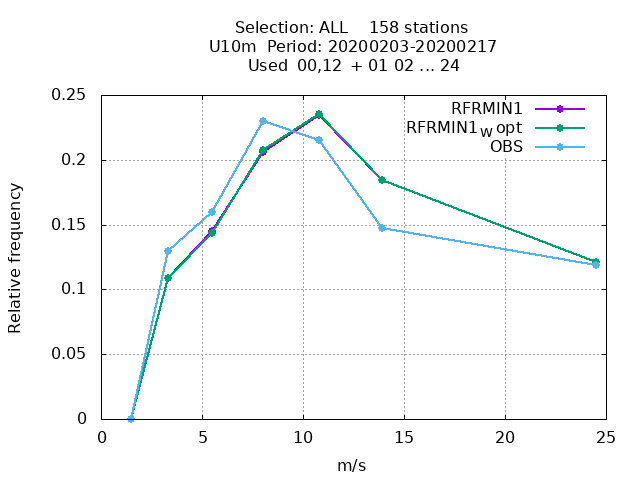 Selection: ALL    158 stations
U10m  Period: 20200203-20200217
Used  00,12  + 01 02 ... 24
RFRMIN1
RFRMIN1_w opt
OBS
Relative frequency
0.25
0.2
0.15
0.1
0.05
0
0 5 10 15 20 25
m/s